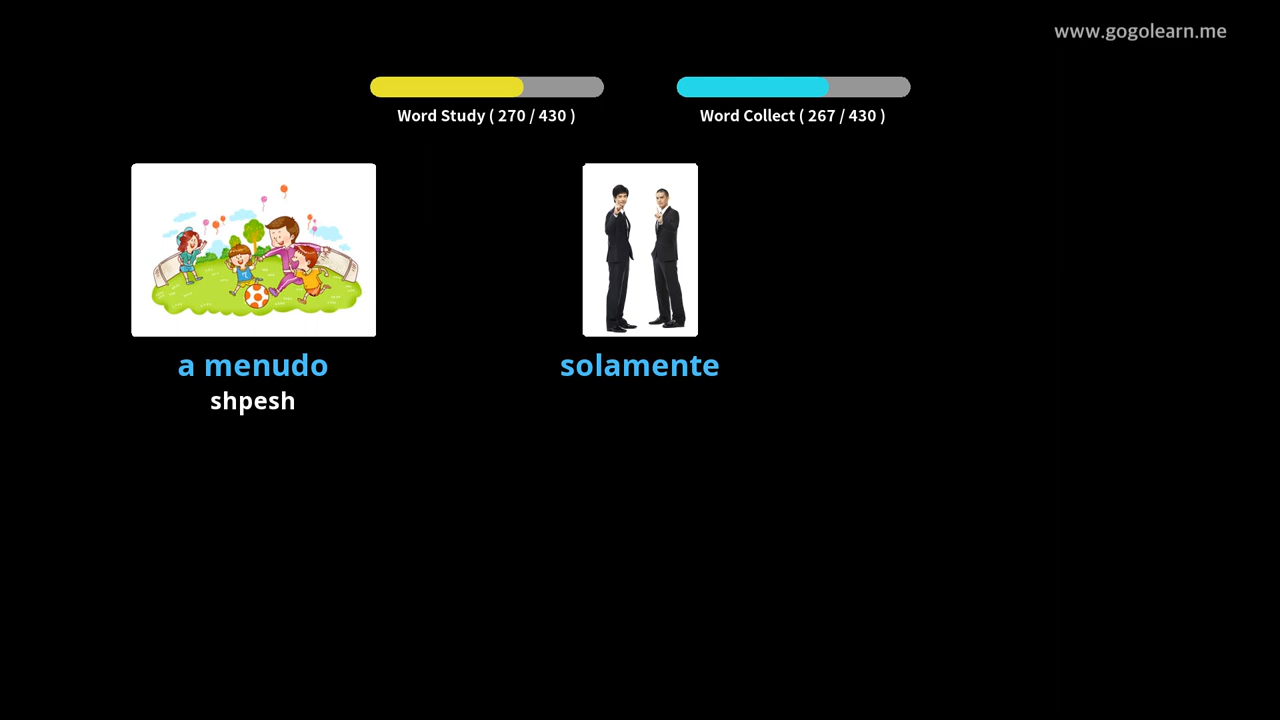 www.gogolearn.me
Word Study ( 270 / 430 )
Word Collect ( 267 / 430 )
a menudo
shpesh
solamente